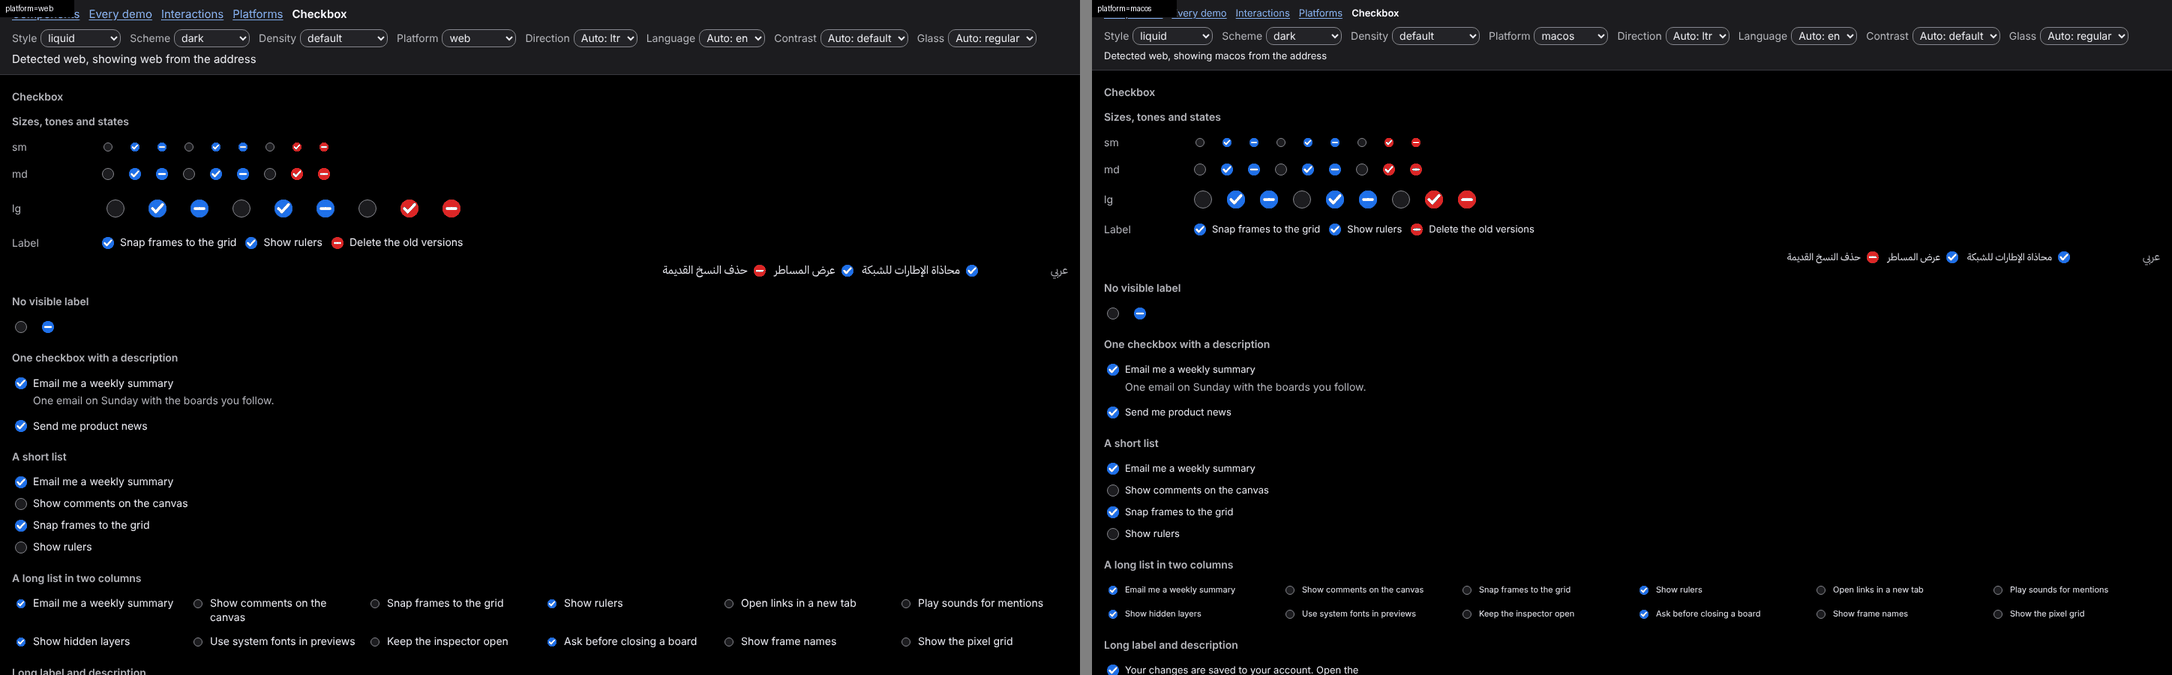 platform=web
Components Every demo Interactions Platforms Checkbox
Style liquid Scheme dark Density default Platform web Direction Auto: ltr Language Auto: en Contrast Auto: default Glass Auto: regular
Detected web, showing web from the address
Checkbox
Sizes, tones and states
sm
md
lg
Label Snap frames to the grid Show rulers Delete the old versions
عربي محاذاة الإطارات للشبكة عرض المساطر حذف النسخ القديمة
No visible label
One checkbox with a description
Email me a weekly summary
One email on Sunday with the boards you follow.
Send me product news
A short list
Email me a weekly summary
Show comments on the canvas
Snap frames to the grid
Show rulers
A long list in two columns
Email me a weekly summary Show comments on the canvas Snap frames to the grid Show rulers Open links in a new tab Play sounds for mentions
Show hidden layers Use system fonts in previews Keep the inspector open Ask before closing a board Show frame names Show the pixel grid
Long label and description
platform=macos
Every demo Interactions Platforms Checkbox
Style liquid Scheme dark Density default Platform macos Direction Auto: ltr Language Auto: en Contrast Auto: default Glass Auto: regular
Detected web, showing macos from the address
Checkbox
Sizes, tones and states
sm
md
lg
Label Snap frames to the grid Show rulers Delete the old versions
عربي محاذاة الإطارات للشبكة عرض المساطر حذف النسخ القديمة
No visible label
One checkbox with a description
Email me a weekly summary
One email on Sunday with the boards you follow.
Send me product news
A short list
Email me a weekly summary
Show comments on the canvas
Snap frames to the grid
Show rulers
A long list in two columns
Email me a weekly summary Show comments on the canvas Snap frames to the grid Show rulers Open links in a new tab Play sounds for mentions
Show hidden layers Use system fonts in previews Keep the inspector open Ask before closing a board Show frame names Show the pixel grid
Long label and description
Your changes are saved to your account. Open the